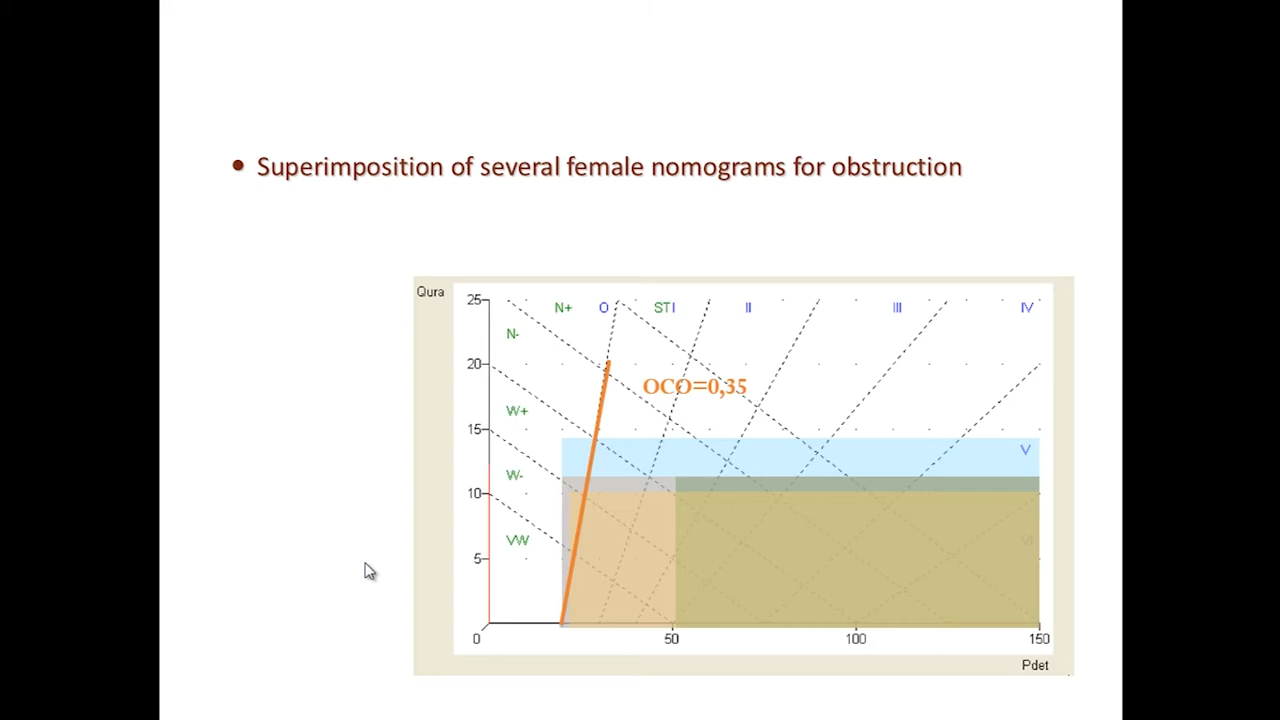 • Superimposition of several female nomograms for obstruction
Qura
25
N+ O STI II III IV
N-
20
OCO=0,35
W+
15
V
W-
10
VW
VI
5
0 50 100 150
Pdet